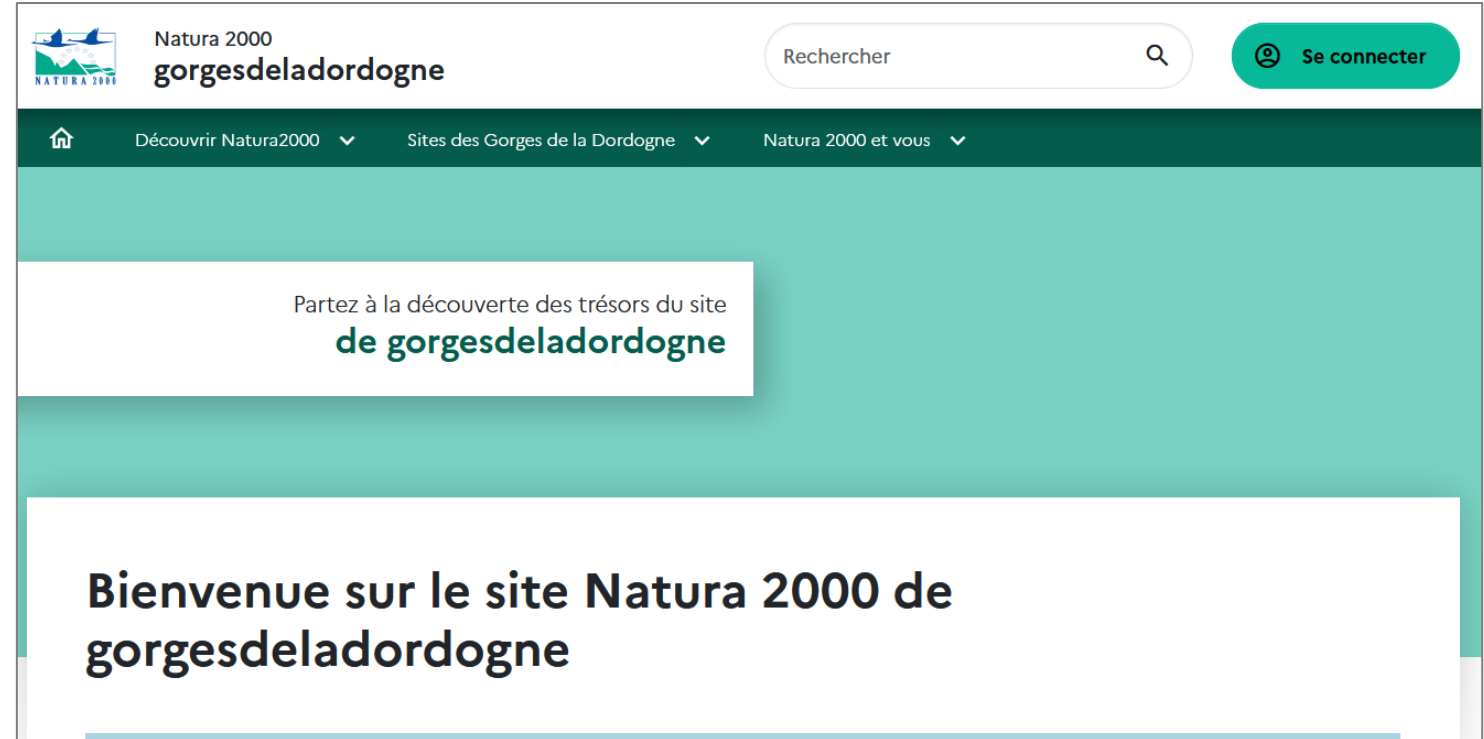 NATURA 2000
Natura 2000
gorgesdeladordogne
Rechercher
Se connecter
Découvrir Natura2000
Sites des Gorges de la Dordogne
Natura 2000 et vous
Partez à la découverte des trésors du site
de gorgesdeladordogne
Bienvenue sur le site Natura 2000 de
gorgesdeladordogne